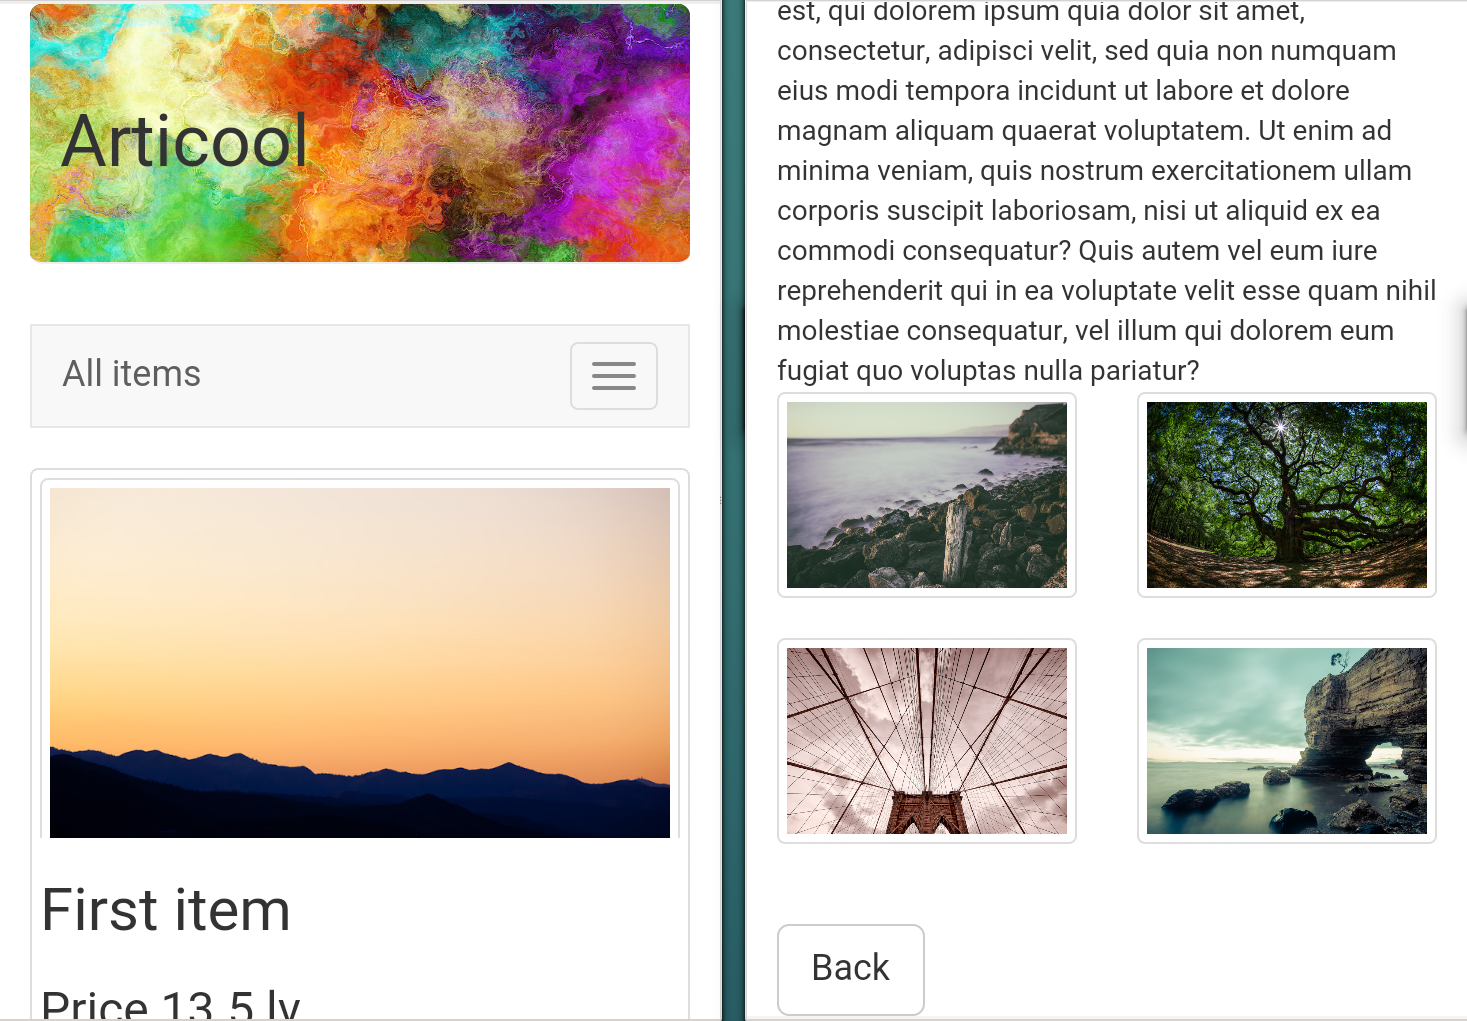 Articool
All items
First item
Price 13.5 lv
est, qui dolorem ipsum quia dolor sit amet,
consectetur, adipisci velit, sed quia non numquam
eius modi tempora incidunt ut labore et dolore
magnam aliquam quaerat voluptatem. Ut enim ad
minima veniam, quis nostrum exercitationem ullam
corporis suscipit laboriosam, nisi ut aliquid ex ea
commodi consequatur? Quis autem vel eum iure
reprehenderit qui in ea voluptate velit esse quam nihil
molestiae consequatur, vel illum qui dolorem eum
fugiat quo voluptas nulla pariatur?
Back